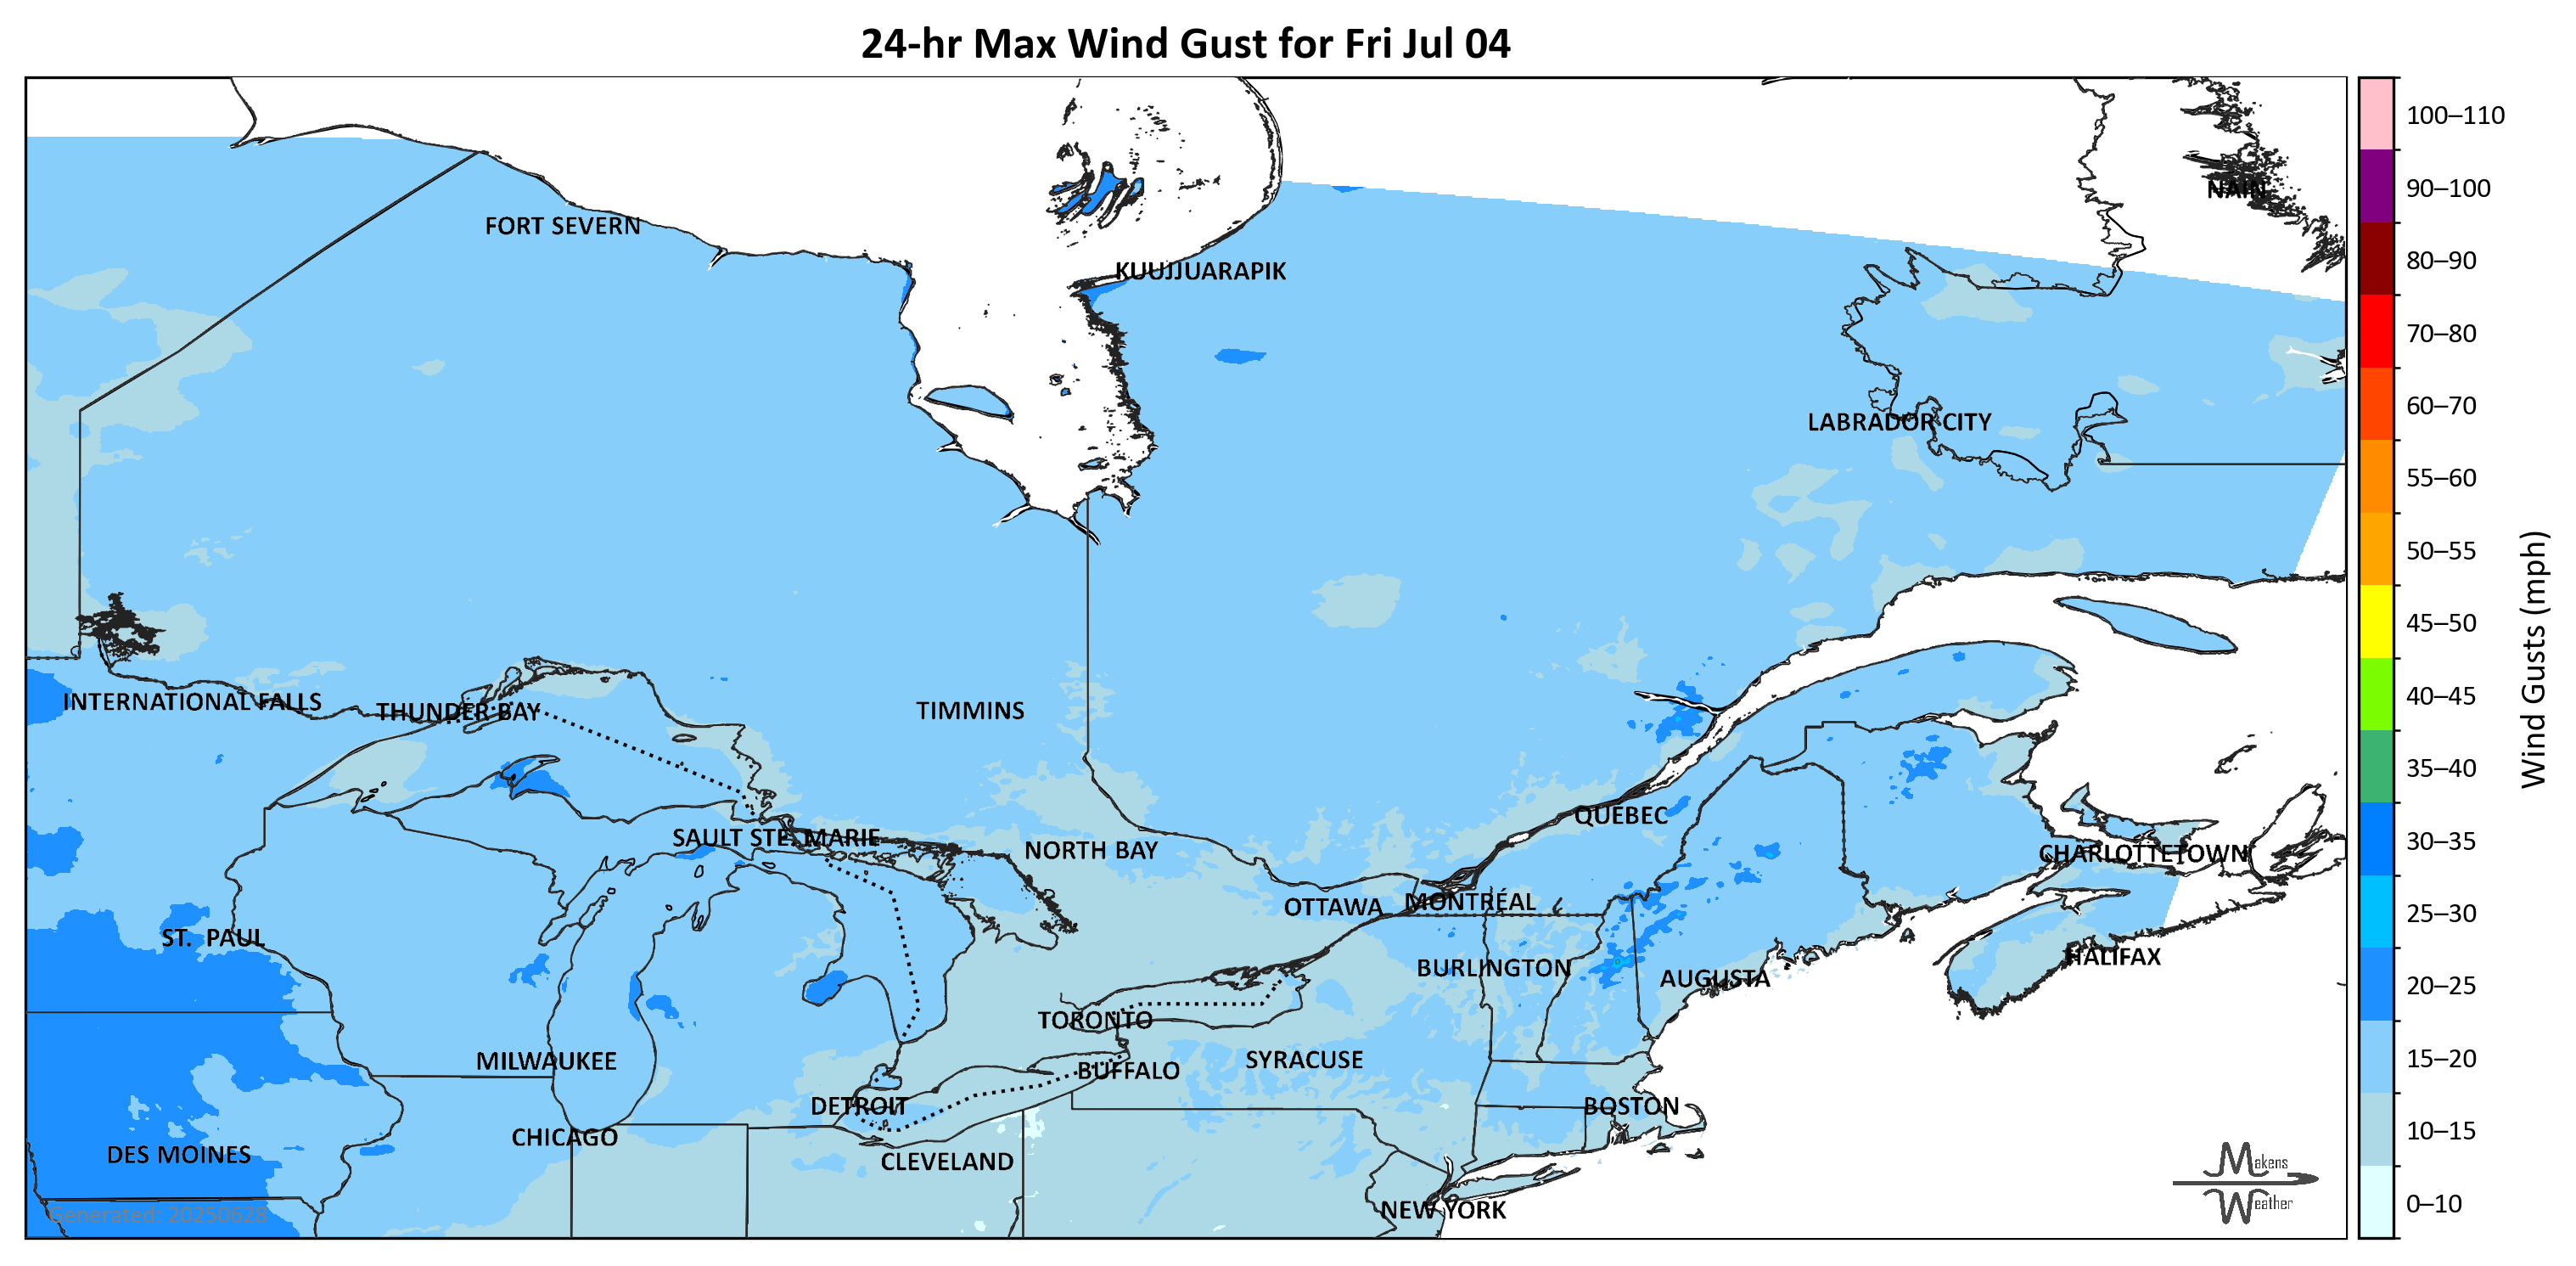 24-hr Max Wind Gust for Fri Jul 04
100–110
90–100
80–90
70–80
60–70
55–60
50–55
45–50
40–45
35–40
30–35
25–30
20–25
15–20
10–15
0–10
Wind Gusts (mph)
NAIN
FORT SEVERN
KUUJJUARAPIK
LABRADOR CITY
INTERNATIONAL FALLS
THUNDER BAY
TIMMINS
QUÉBEC
SAULT STE. MARIE
NORTH BAY
CHARLOTTETOWN
OTTAWA
MONTRÉAL
ST. PAUL
HALIFAX
BURLINGTON
AUGUSTA
TORONTO
MILWAUKEE
SYRACUSE
BUFFALO
DETROIT
BOSTON
CHICAGO
DES MOINES
CLEVELAND
NEW YORK
Generated: 20250628
Makens
Weather